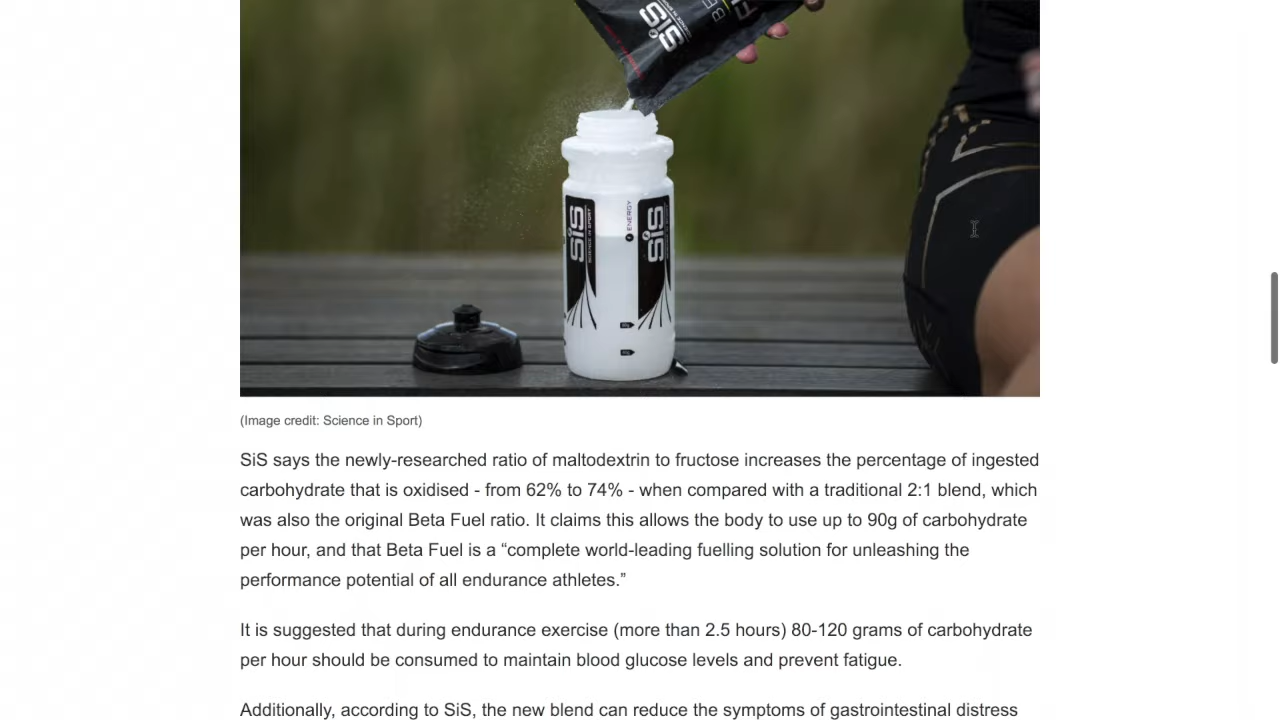 SiS
BE
SiS
SCIENCE IN SPORT
ENERGY
SiS
(Image credit: Science in Sport)
SiS says the newly-researched ratio of maltodextrin to fructose increases the percentage of ingested
carbohydrate that is oxidised - from 62% to 74% - when compared with a traditional 2:1 blend, which
was also the original Beta Fuel ratio. It claims this allows the body to use up to 90g of carbohydrate
per hour, and that Beta Fuel is a “complete world-leading fuelling solution for unleashing the
performance potential of all endurance athletes.”
It is suggested that during endurance exercise (more than 2.5 hours) 80-120 grams of carbohydrate
per hour should be consumed to maintain blood glucose levels and prevent fatigue.
Additionally, according to SiS, the new blend can reduce the symptoms of gastrointestinal distress